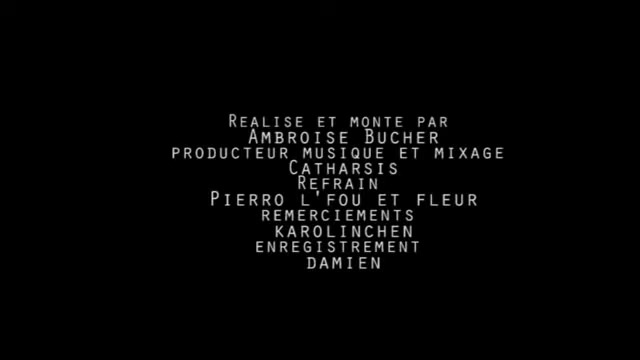 Realise et monte par
Ambroise Bucher
producteur musique et mixage
Catharsis
Refrain
Pierro l'fou et fleur
remerciements
karolinchen
enregistrement
damien